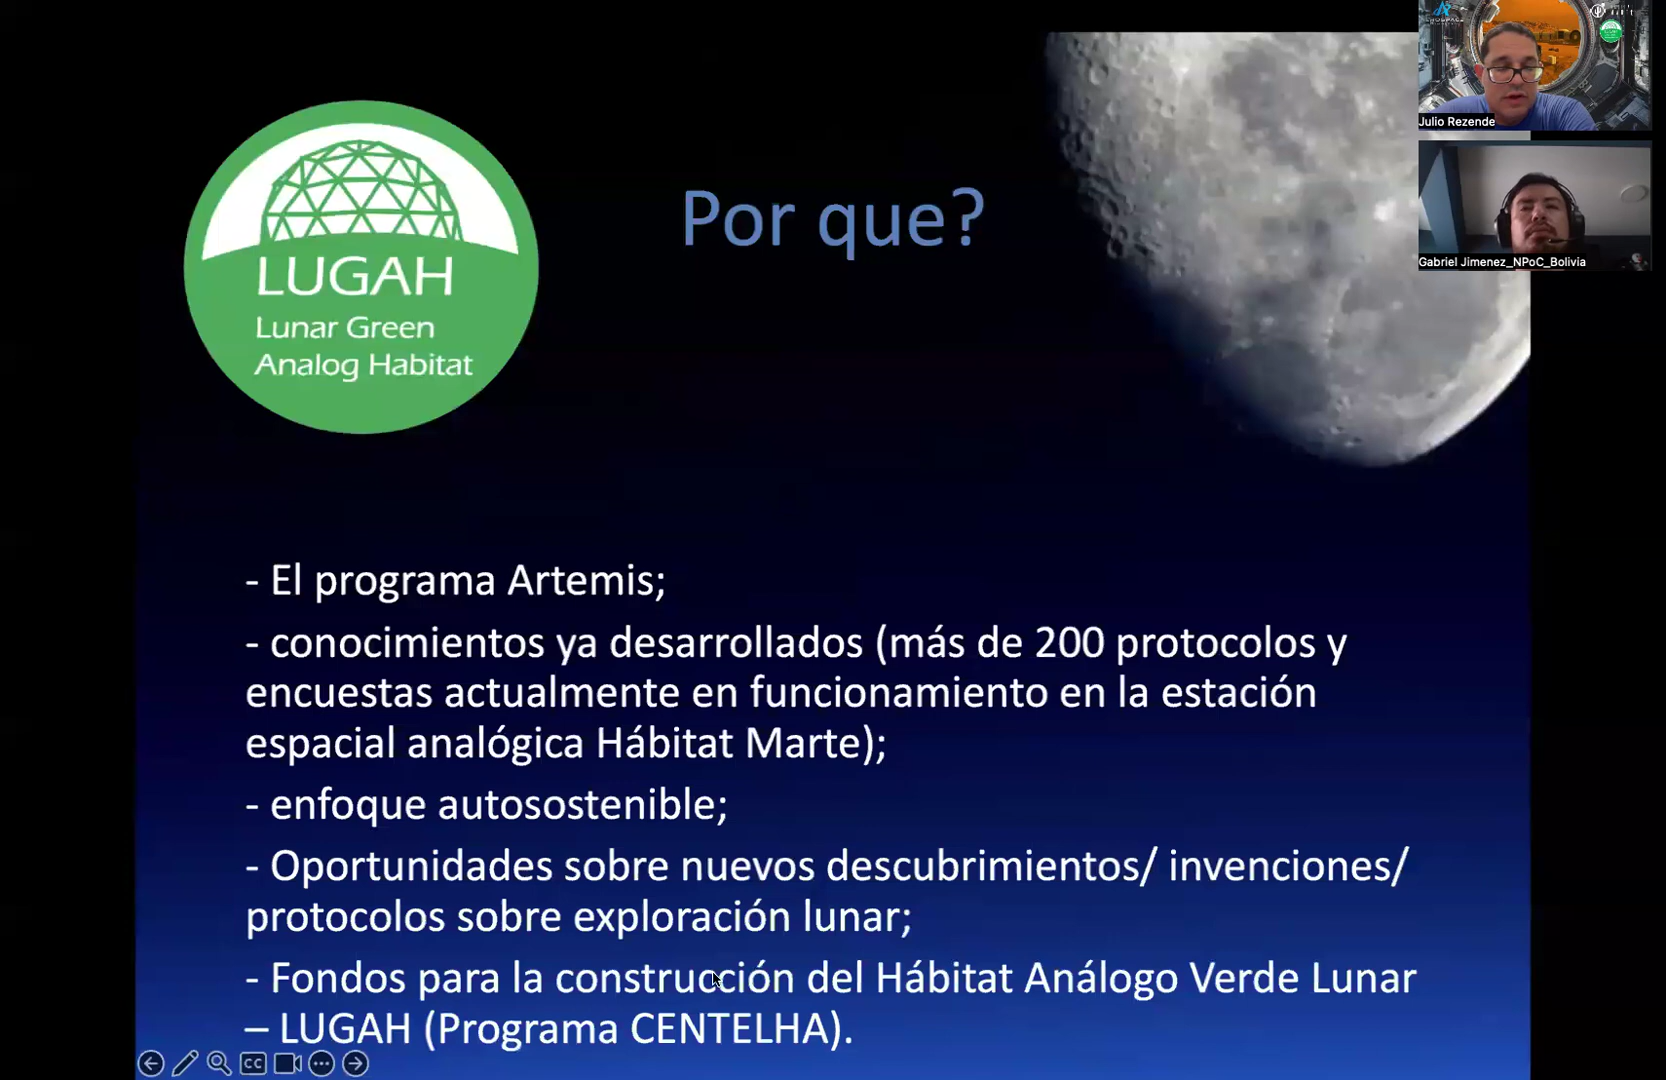 LUGAH
Lunar Green
Analog Habitat
Por que?
Julio Rezende
Gabriel Jimenez_NPoC_Bolivia
- El programa Artemis;
- conocimientos ya desarrollados (más de 200 protocolos y
encuestas actualmente en funcionamiento en la estación
espacial analógica Hábitat Marte);
- enfoque autosostenible;
- Oportunidades sobre nuevos descubrimientos/ invenciones/
protocolos sobre exploración lunar;
- Fondos para la construcción del Hábitat Análogo Verde Lunar
– LUGAH (Programa CENTELHA).
CC